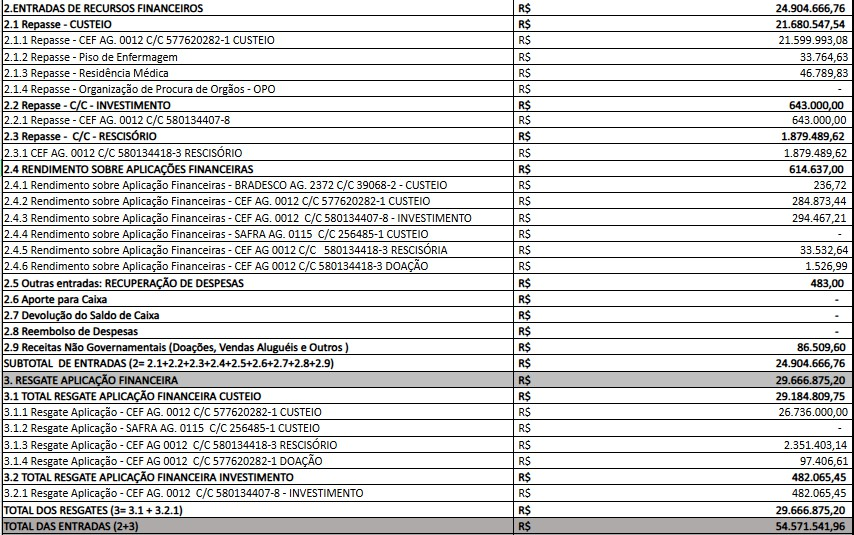 2.ENTRADAS DE RECURSOS FINANCEIROS R$ 24.904.666,76
2.1 Repasse - CUSTEIO R$ 21.680.547,54
2.1.1 Repasse - CEF AG. 0012 C/C 577620282-1 CUSTEIO R$ 21.599.993,08
2.1.2 Repasse - Piso de Enfermagem R$ 33.764,63
2.1.3 Repasse - Residência Médica R$ 46.789,83
2.1.4 Repasse - Organização de Procura de Orgãos - OPO R$ -
2.2 Repasse - C/C - INVESTIMENTO R$ 643.000,00
2.2.1 Repasse - CEF AG. 0012 C/C 580134407-8 R$ 643.000,00
2.3 Repasse - C/C - RESCISÓRIO R$ 1.879.489,62
2.3.1 CEF AG. 0012 C/C 580134418-3 RESCISÓRIO R$ 1.879.489,62
2.4 RENDIMENTO SOBRE APLICAÇÕES FINANCEIRAS R$ 614.637,00
2.4.1 Rendimento sobre Aplicação Financeiras - BRADESCO AG. 2372 C/C 39068-2 - CUSTEIO R$ 236,72
2.4.2 Rendimento sobre Aplicação Financeiras - CEF AG. 0012 C/C 577620282-1 CUSTEIO R$ 284.873,44
2.4.3 Rendimento sobre Aplicação Financeiras - CEF AG. 0012 C/C 580134407-8 - INVESTIMENTO R$ 294.467,21
2.4.4 Rendimento sobre Aplicação Financeiras - SAFRA AG. 0115 C/C 256485-1 CUSTEIO R$ -
2.4.5 Rendimento sobre Aplicação Financeiras - CEF AG 0012 C/C 580134418-3 RESCISÓRIA R$ 33.532,64
2.4.6 Rendimento sobre Aplicação Financeiras - CEF AG 0012 C/C 580134418-3 DOAÇÃO R$ 1.526,99
2.5 Outras entradas: RECUPERAÇÃO DE DESPESAS R$ 483,00
2.6 Aporte para Caixa R$ -
2.7 Devolução do Saldo de Caixa R$ -
2.8 Reembolso de Despesas R$ -
2.9 Receitas Não Governamentais (Doações, Vendas Aluguéis e Outros ) R$ 86.509,60
SUBTOTAL DE ENTRADAS (2= 2.1+2.2+2.3+2.4+2.5+2.6+2.7+2.8+2.9) R$ 24.904.666,76
3. RESGATE APLICAÇÃO FINANCEIRA R$ 29.666.875,20
3.1 TOTAL RESGATE APLICAÇÃO FINANCEIRA CUSTEIO R$ 29.184.809,75
3.1.1 Resgate Aplicação - CEF AG. 0012 C/C 577620282-1 CUSTEIO R$ 26.736.000,00
3.1.2 Resgate Aplicação - SAFRA AG. 0115 C/C 256485-1 CUSTEIO R$ -
3.1.3 Resgate Aplicação - CEF AG 0012 C/C 580134418-3 RESCISÓRIO R$ 2.351.403,14
3.1.4 Resgate Aplicação - CEF AG 0012 C/C 577620282-1 DOAÇÃO R$ 97.406,61
3.2 TOTAL RESGATE APLICAÇÃO FINANCEIRA INVESTIMENTO R$ 482.065,45
3.2.1 Resgate Aplicação - CEF AG. 0012 C/C 580134407-8 - INVESTIMENTO R$ 482.065,45
TOTAL DOS RESGATES (3= 3.1 + 3.2.1) R$ 29.666.875,20
TOTAL DAS ENTRADAS (2+3) R$ 54.571.541,96